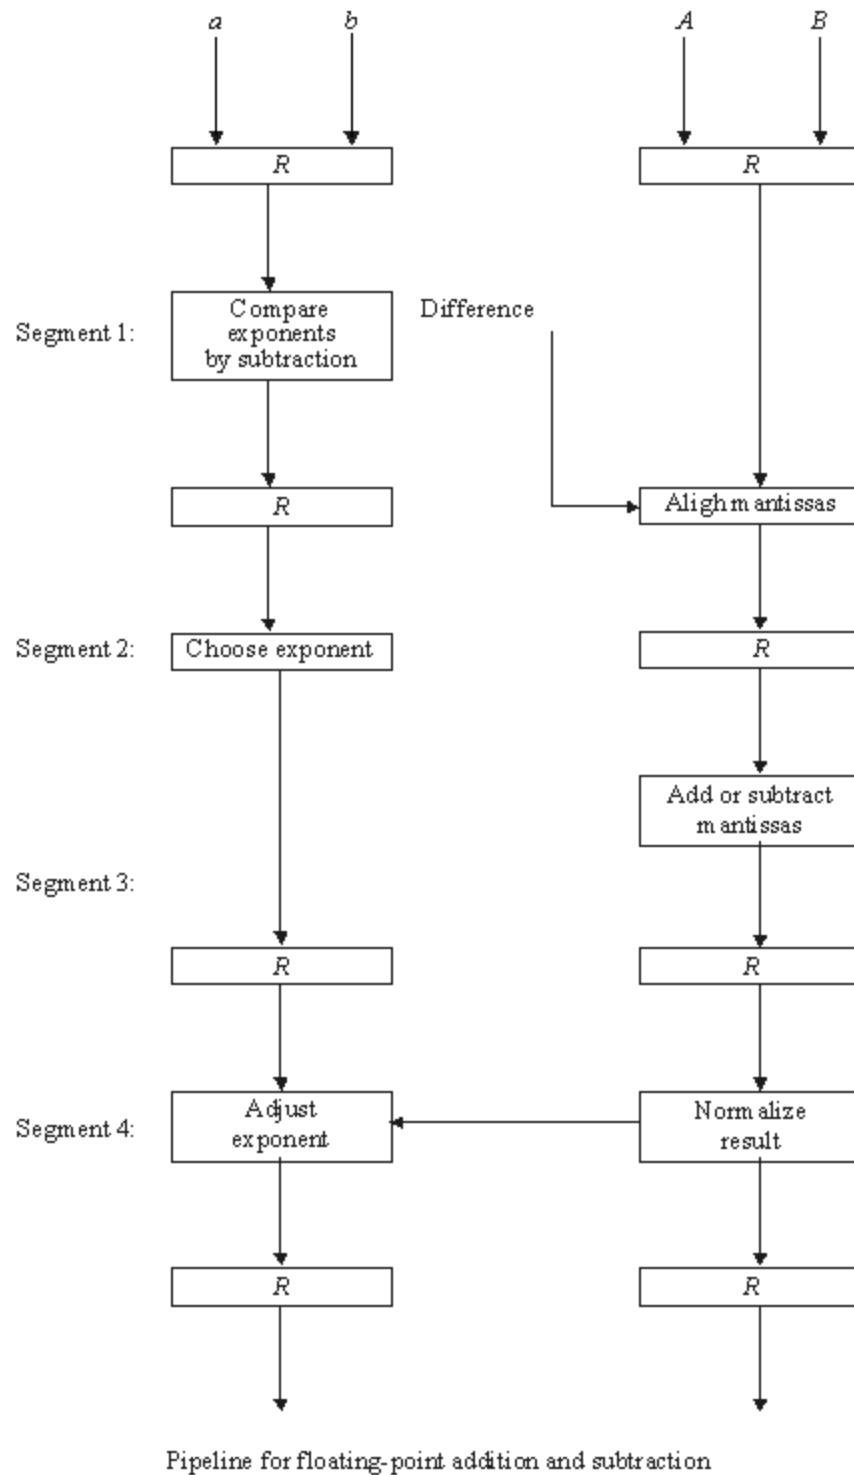 a b A B
R R
Segment 1:
Compare
exponents
by subtraction
Difference
R
Aligh mantissas
Segment 2:
Choose exponent
R
Add or subtract
mantissas
Segment 3:
R R
Segment 4:
Adjust
exponent
Normalize
result
R R
Pipeline for floating-point addition and subtraction